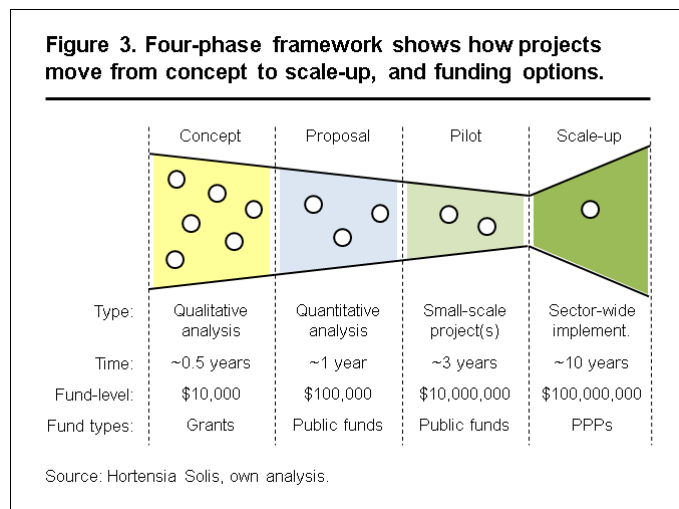 Figure 3. Four-phase framework shows how projects
move from concept to scale-up, and funding options.
Concept Proposal Pilot Scale-up
Type: Qualitative Quantitative Small-scale Sector-wide
analysis analysis project(s) implement.
Time: ~0.5 years ~1 year ~3 years ~10 years
Fund-level: $10,000 $100,000 $10,000,000 $100,000,000
Fund types: Grants Public funds Public funds PPPs
Source: Hortensia Solis, own analysis.